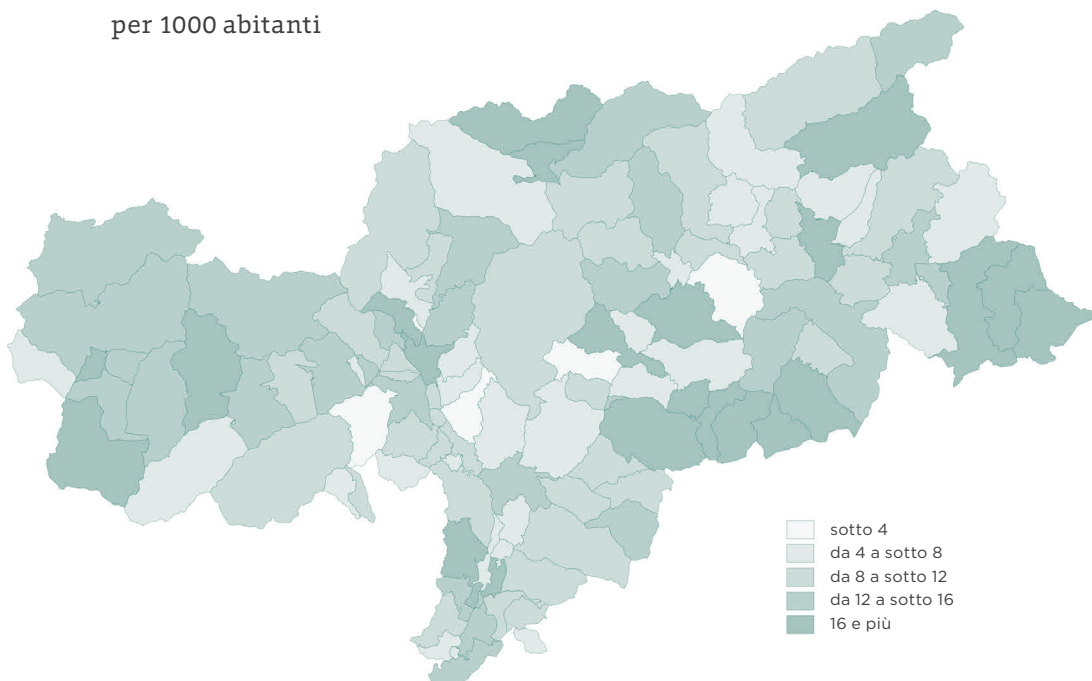 per 1000 abitanti
sotto 4
da 4 a sotto 8
da 8 a sotto 12
da 12 a sotto 16
16 e più